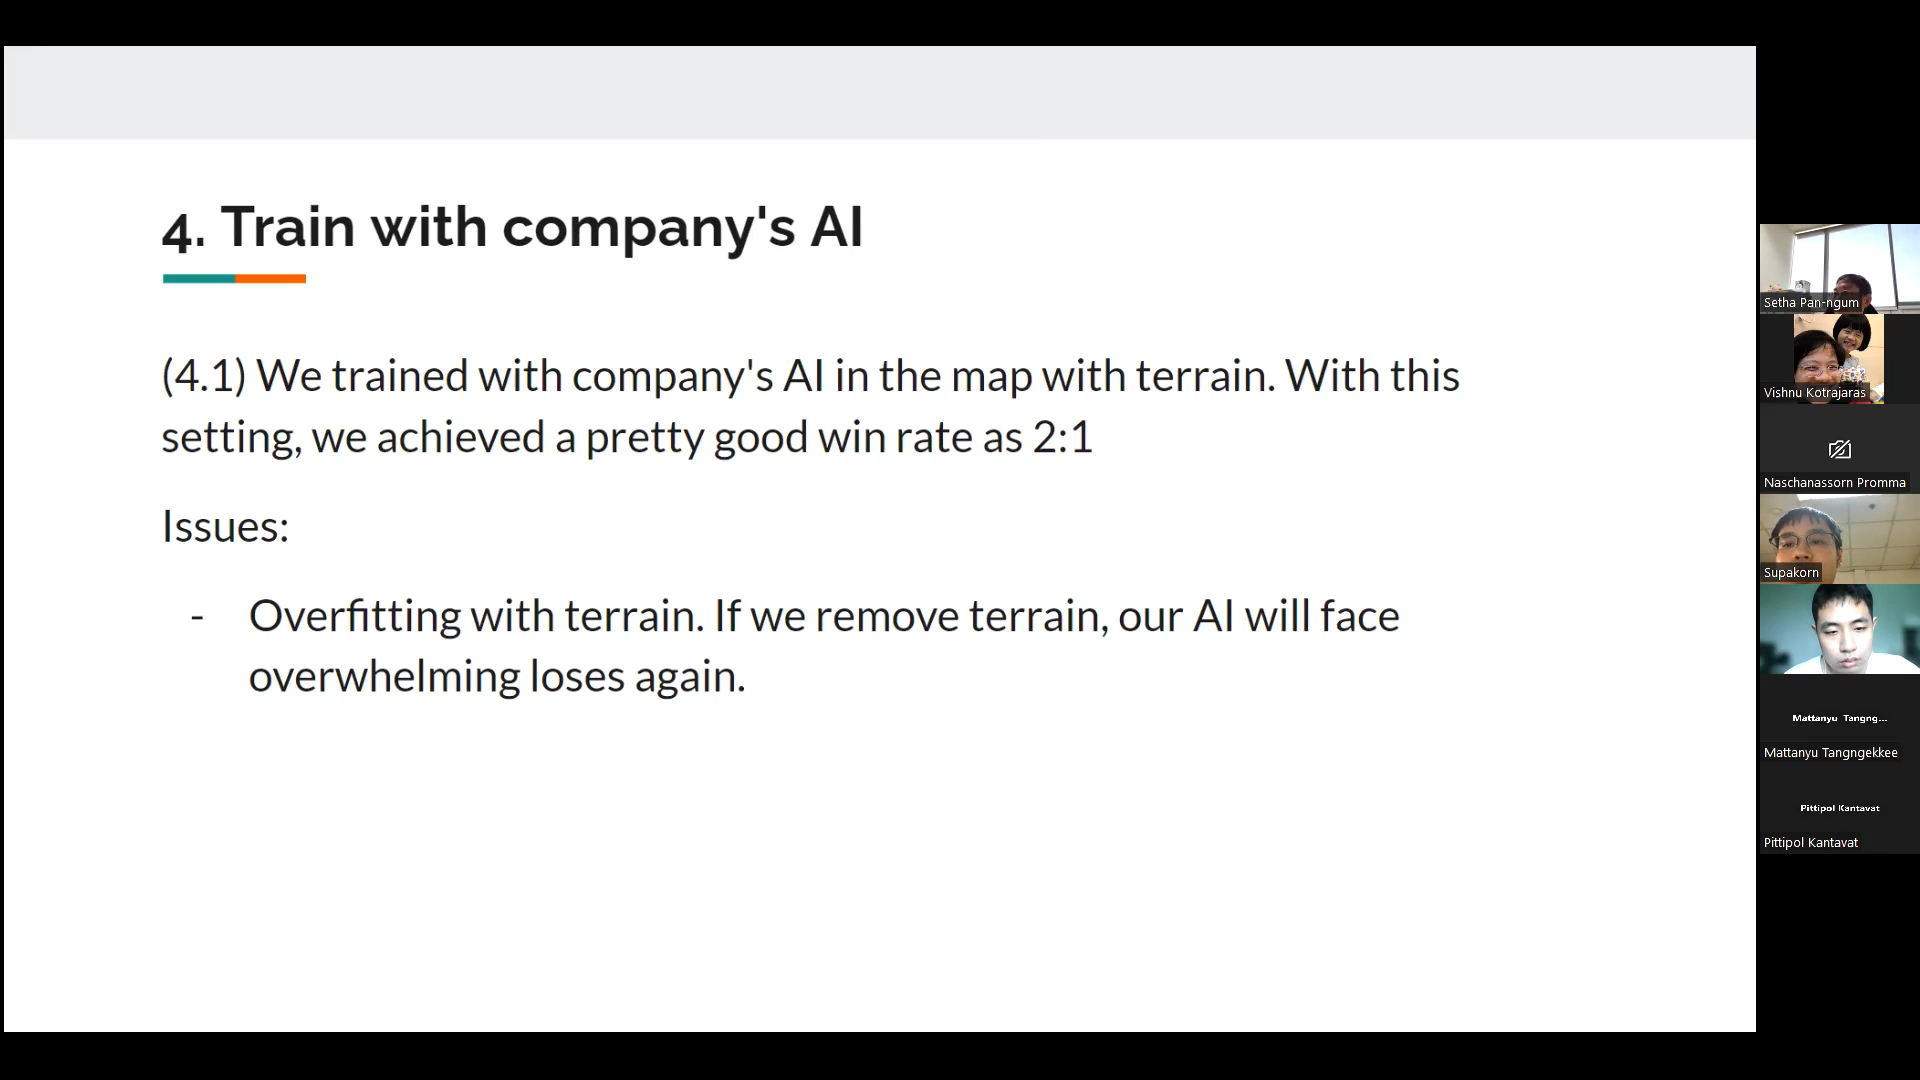 4. Train with company's AI
(4.1) We trained with company's AI in the map with terrain. With this
setting, we achieved a pretty good win rate as 2:1
Issues:
- Overfitting with terrain. If we remove terrain, our AI will face
overwhelming loses again.
Setha Pan-ngum
Vishnu Kotrajaras
Naschanassorn Promma
Supakorn
Mattanyu Tangng...
Mattanyu Tangngekkee
Pittipol Kantavat
Pittipol Kantavat